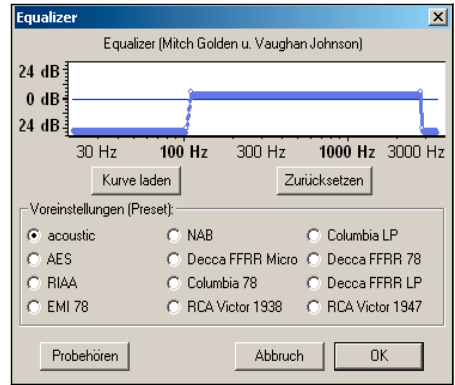 Equalizer
Equalizer (Mitch Golden u. Vaughan Johnson)
24 dB
0 dB
24 dB
30 Hz 100 Hz 300 Hz 1000 Hz 3000 Hz
Kurve laden Zurücksetzen
Voreinstellungen (Preset):
acoustic NAB Columbia LP
AES Decca FFRR Micro Decca FFRR 78
RIAA Columbia 78 Decca FFRR LP
EMI 78 RCA Victor 1938 RCA Victor 1947
Probehören Abbruch OK